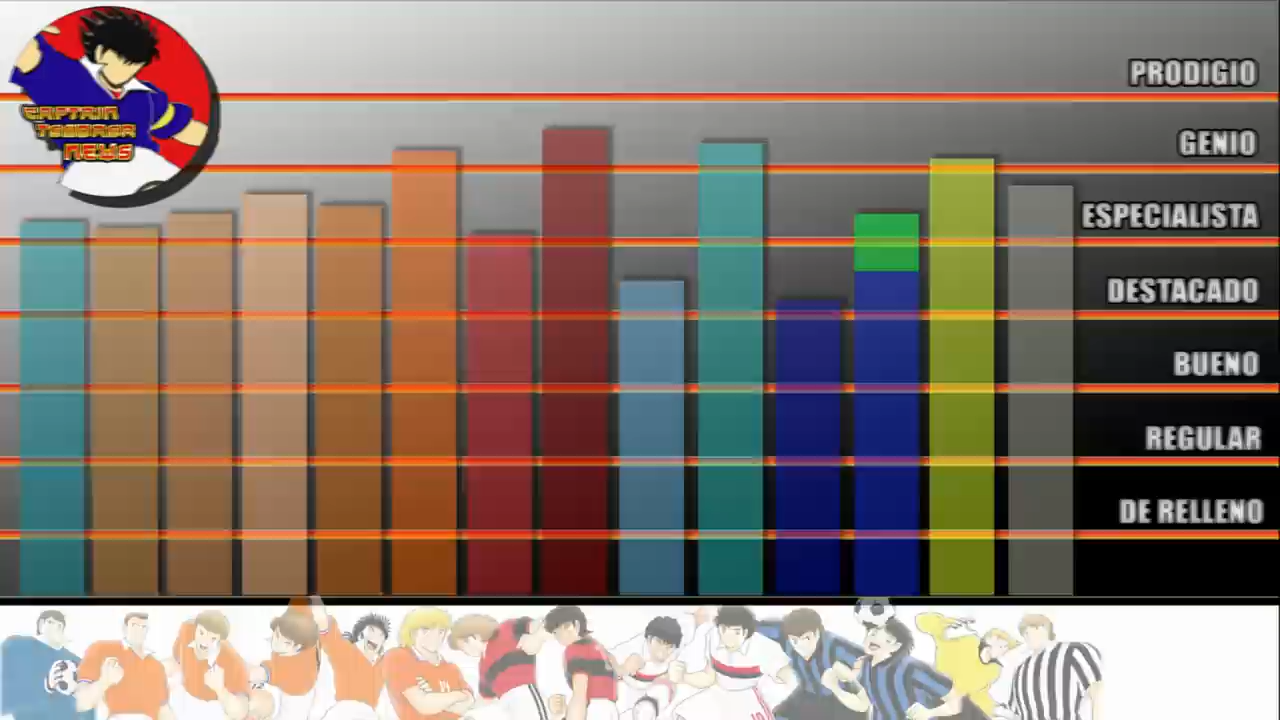 CAPTAIN
TSUBASA
NEWS
PRODIGIO
GENIO
ESPECIALISTA
DESTACADO
BUENO
REGULAR
DE RELLENO